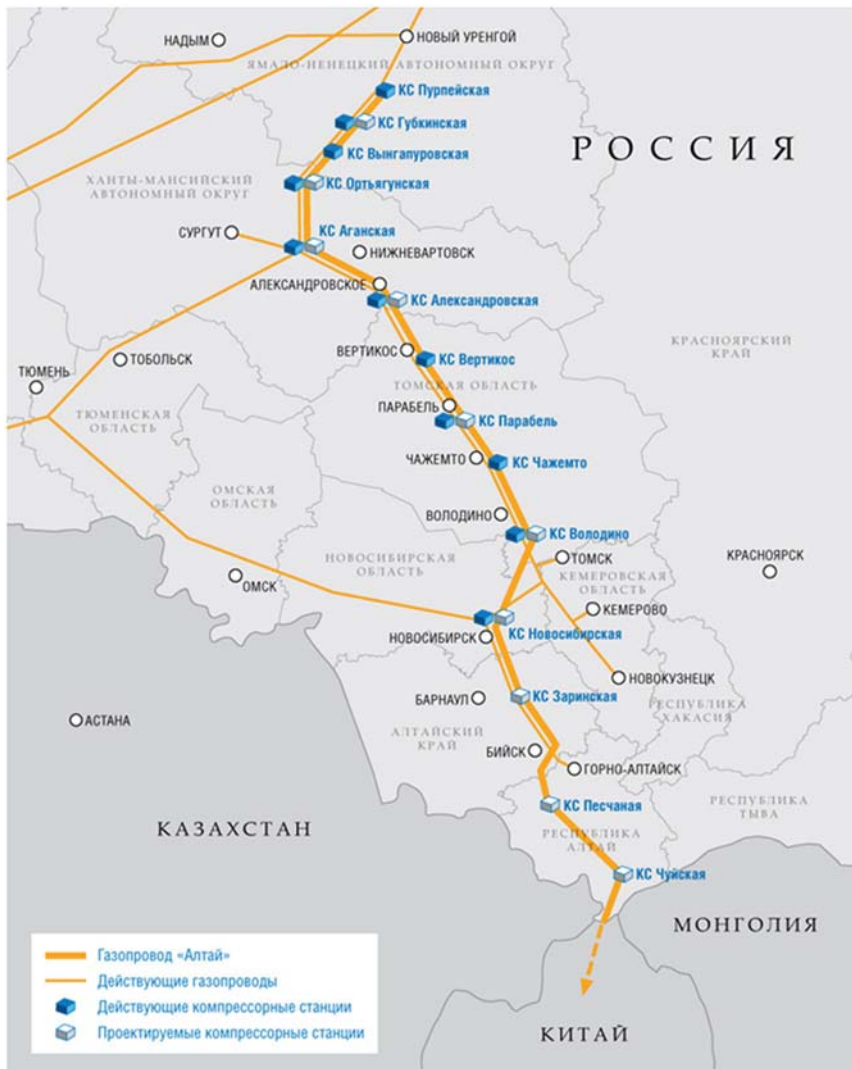 НАДЫМ
НОВЫЙ УРЕНГОЙ
ЯМАЛО-НЕНЕЦКИЙ АВТОНОМНЫЙ ОКРУГ
КС Пурпейская
КС Губкинская
РОССИЯ
КС Вынгапуровская
ХАНТЫ-МАНСИЙСКИЙ
АВТОНОМНЫЙ ОКРУГ
КС Ортьягунская
СУРГУТ
КС Аганская
НИЖНЕВАРТОВСК
АЛЕКСАНДРОВСКОЕ
КС Александровская
КРАСНОЯРСКИЙ
КРАЙ
ВЕРТИКОС
КС Вертикос
ТОБОЛЬСК
ТЮМЕНЬ
ТОМСКАЯ ОБЛАСТЬ
ПАРАБЕЛЬ
ТЮМЕНСКАЯ
ОБЛАСТЬ
КС Парабель
ЧАЖЕМТО
КС Чажемто
ОМСКАЯ
ОБЛАСТЬ
ВОЛОДИНО
КС Володино
НОВОСИБИРСКАЯ
ОБЛАСТЬ
ТОМСК
КРАСНОЯРСК
КЕМЕРОВСКАЯ
ОБЛАСТЬ
ОМСК
КЕМЕРОВО
НОВОСИБИРСК
КС Новосибирская
НОВОКУЗНЕЦК
БАРНАУЛ
КС Заринская
РЕСПУБЛИКА
ХАКАСИЯ
АСТАНА
АЛТАЙСКИЙ
КРАЙ
БИЙСК
ГОРНО-АЛТАЙСК
КС Песчаная
РЕСПУБЛИКА
ТЫВА
КАЗАХСТАН
РЕСПУБЛИКА
АЛТАЙ
КС Чуйская
МОНГОЛИЯ
КИТАЙ
Газопровод «Алтай»
Действующие газопроводы
Действующие компрессорные станции
Проектируемые компрессорные станции